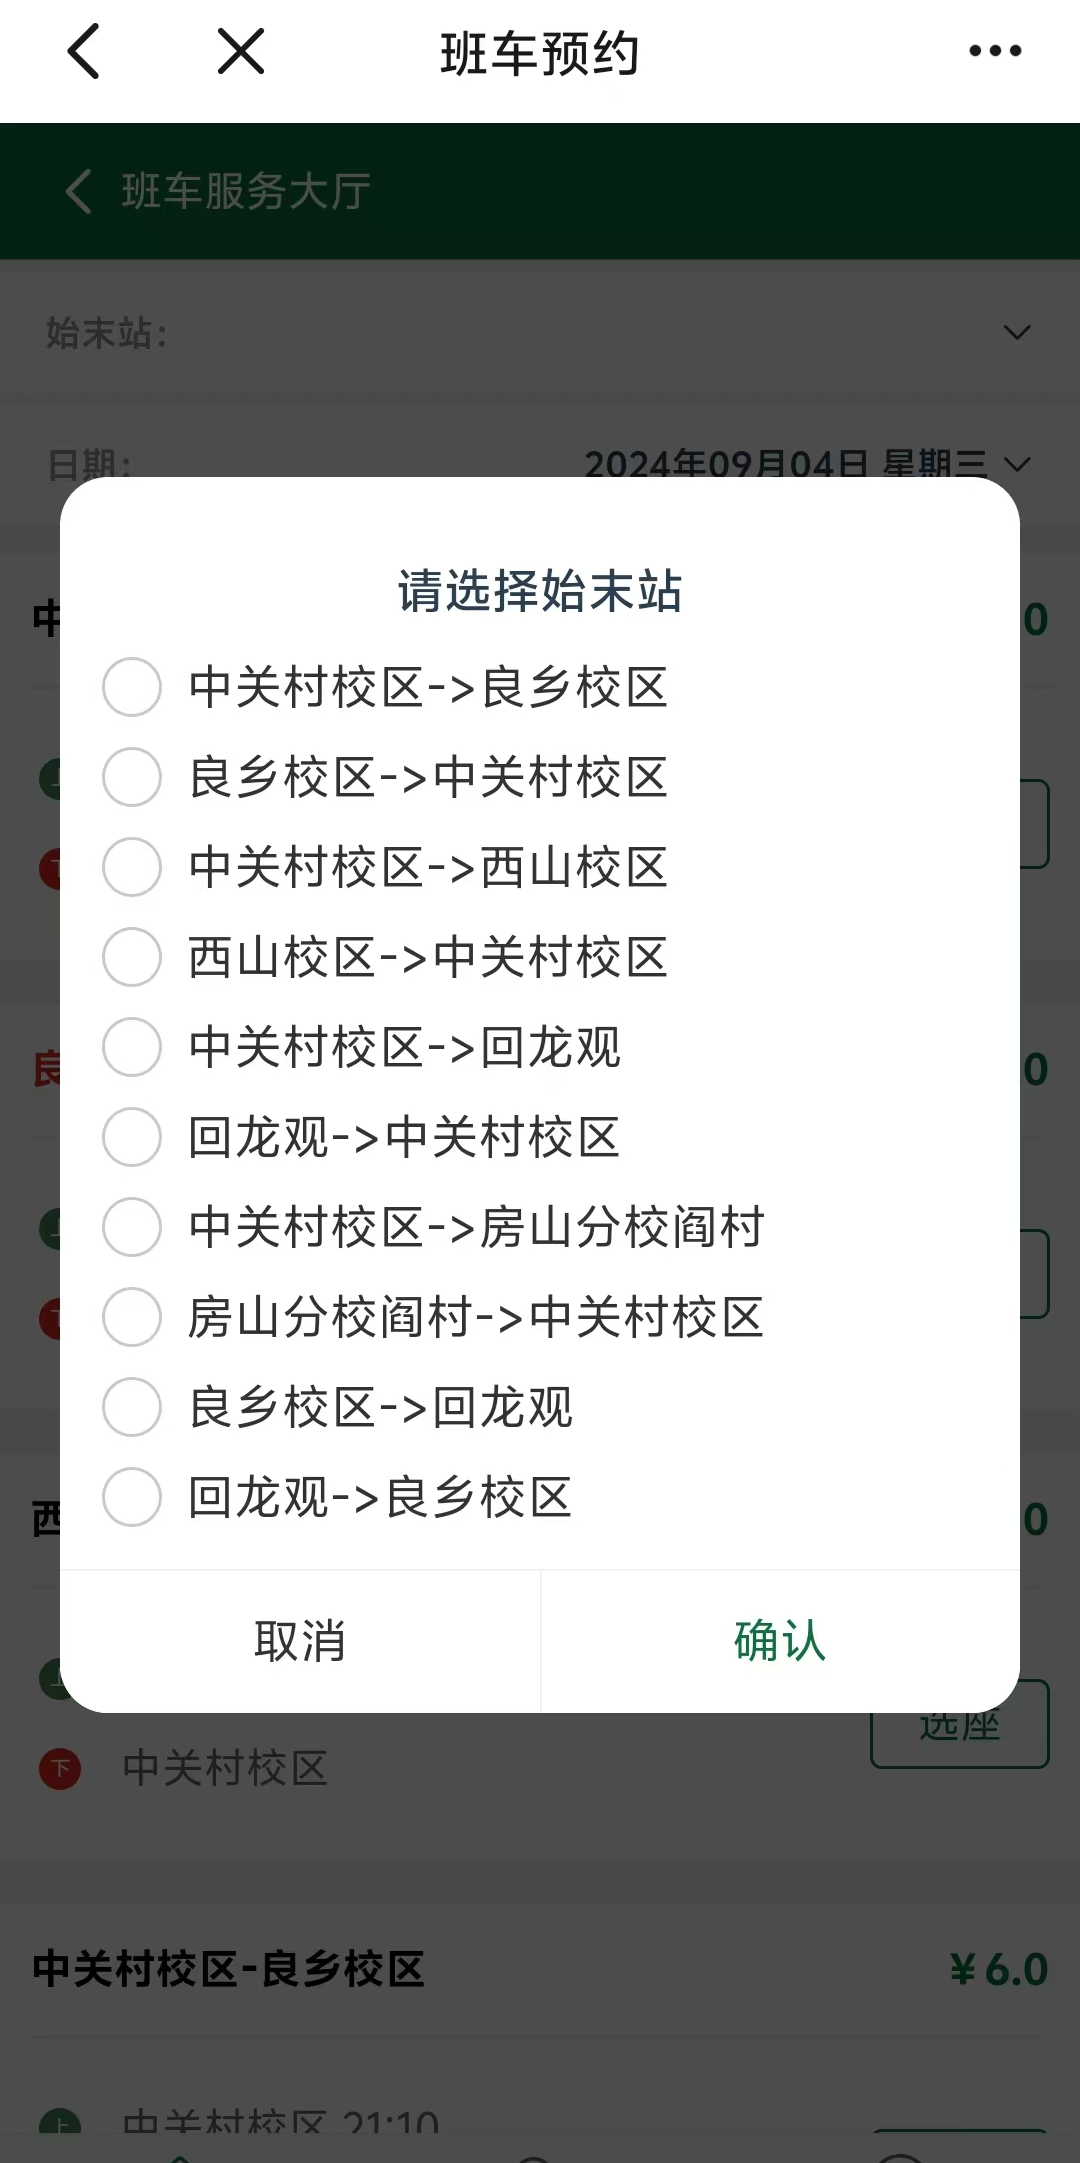 班车预约
班车服务大厅
始末站：
日期： 2024年09月04日 星期三
请选择始末站
中关村校区->良乡校区
良乡校区->中关村校区
中关村校区->西山校区
西山校区->中关村校区
中关村校区->回龙观
回龙观->中关村校区
中关村校区->房山分校阎村
房山分校阎村->中关村校区
良乡校区->回龙观
回龙观->良乡校区
取消 确认
选座
下 中关村校区
中关村校区-良乡校区 ¥ 6.0
上 中关村校区 21:10